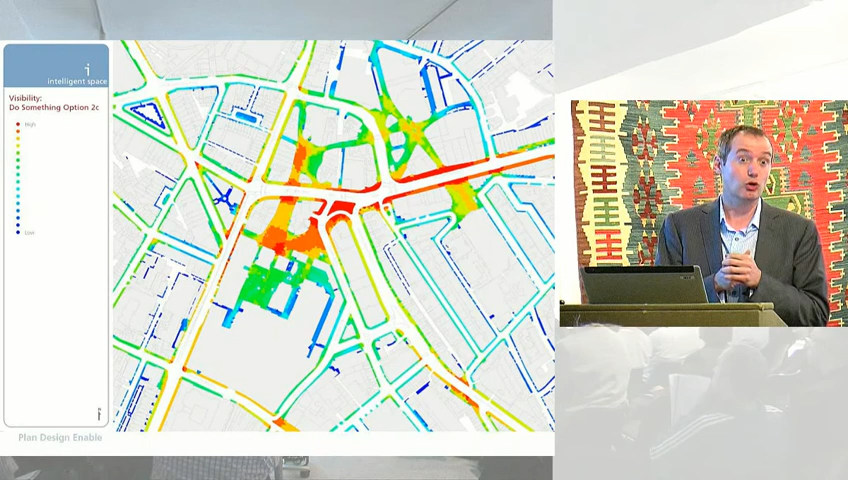 i
intelligent space
Visibility:
Do Something Option 2c
High
Low
Plan Design Enable